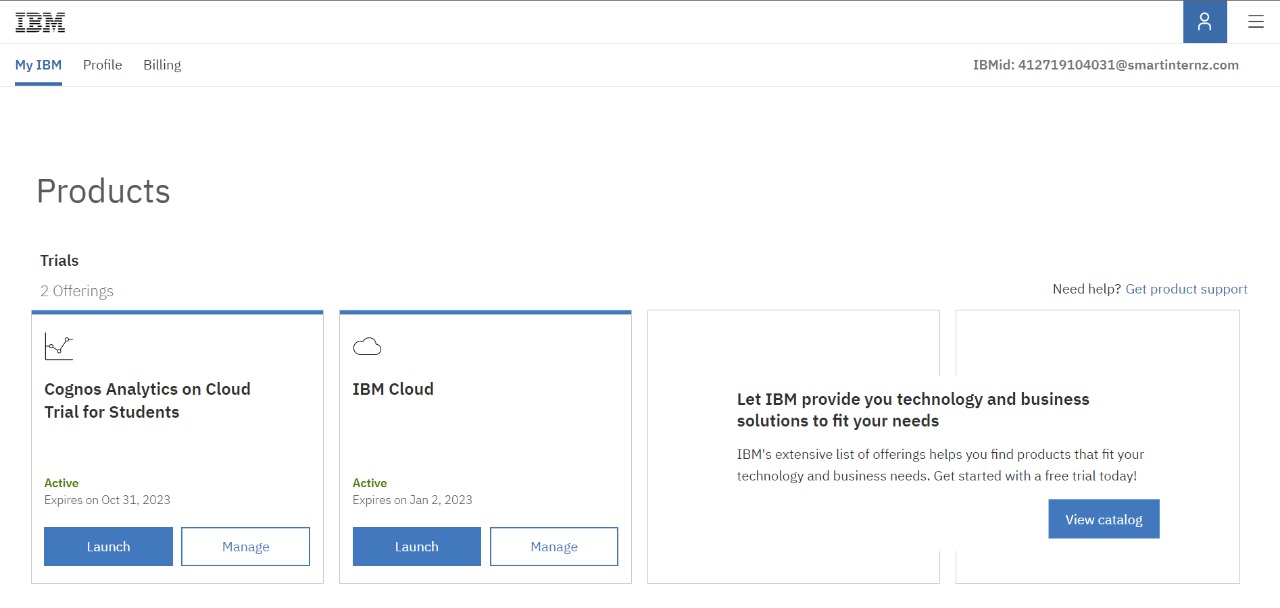 IBM
My IBM Profile Billing
IBMid: 412719104031@smartinternz.com
Products
Trials
2 Offerings
Need help? Get product support
Cognos Analytics on Cloud
Trial for Students
Active
Expires on Oct 31, 2023
Launch Manage
IBM Cloud
Active
Expires on Jan 2, 2023
Launch Manage
Let IBM provide you technology and business
solutions to fit your needs
IBM's extensive list of offerings helps you find products that fit your
technology and business needs. Get started with a free trial today!
View catalog